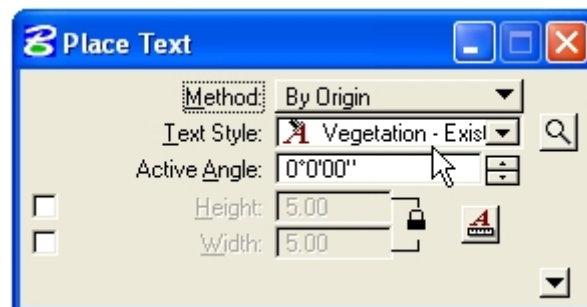 Place Text
Method: By Origin
Text Style: Vegetation - Exist
Active Angle: 0°0'00"
Height: 5.00
Width: 5.00